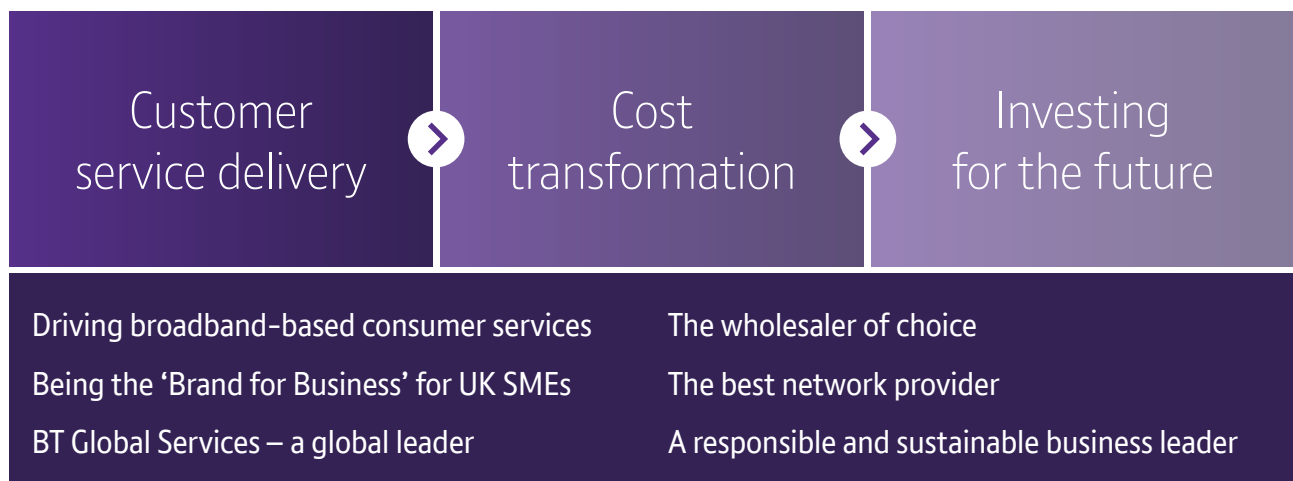 Customer
service delivery
Cost
transformation
Investing
for the future
Driving broadband-based consumer services
Being the ‘Brand for Business’ for UK SMEs
BT Global Services – a global leader
The wholesaler of choice
The best network provider
A responsible and sustainable business leader